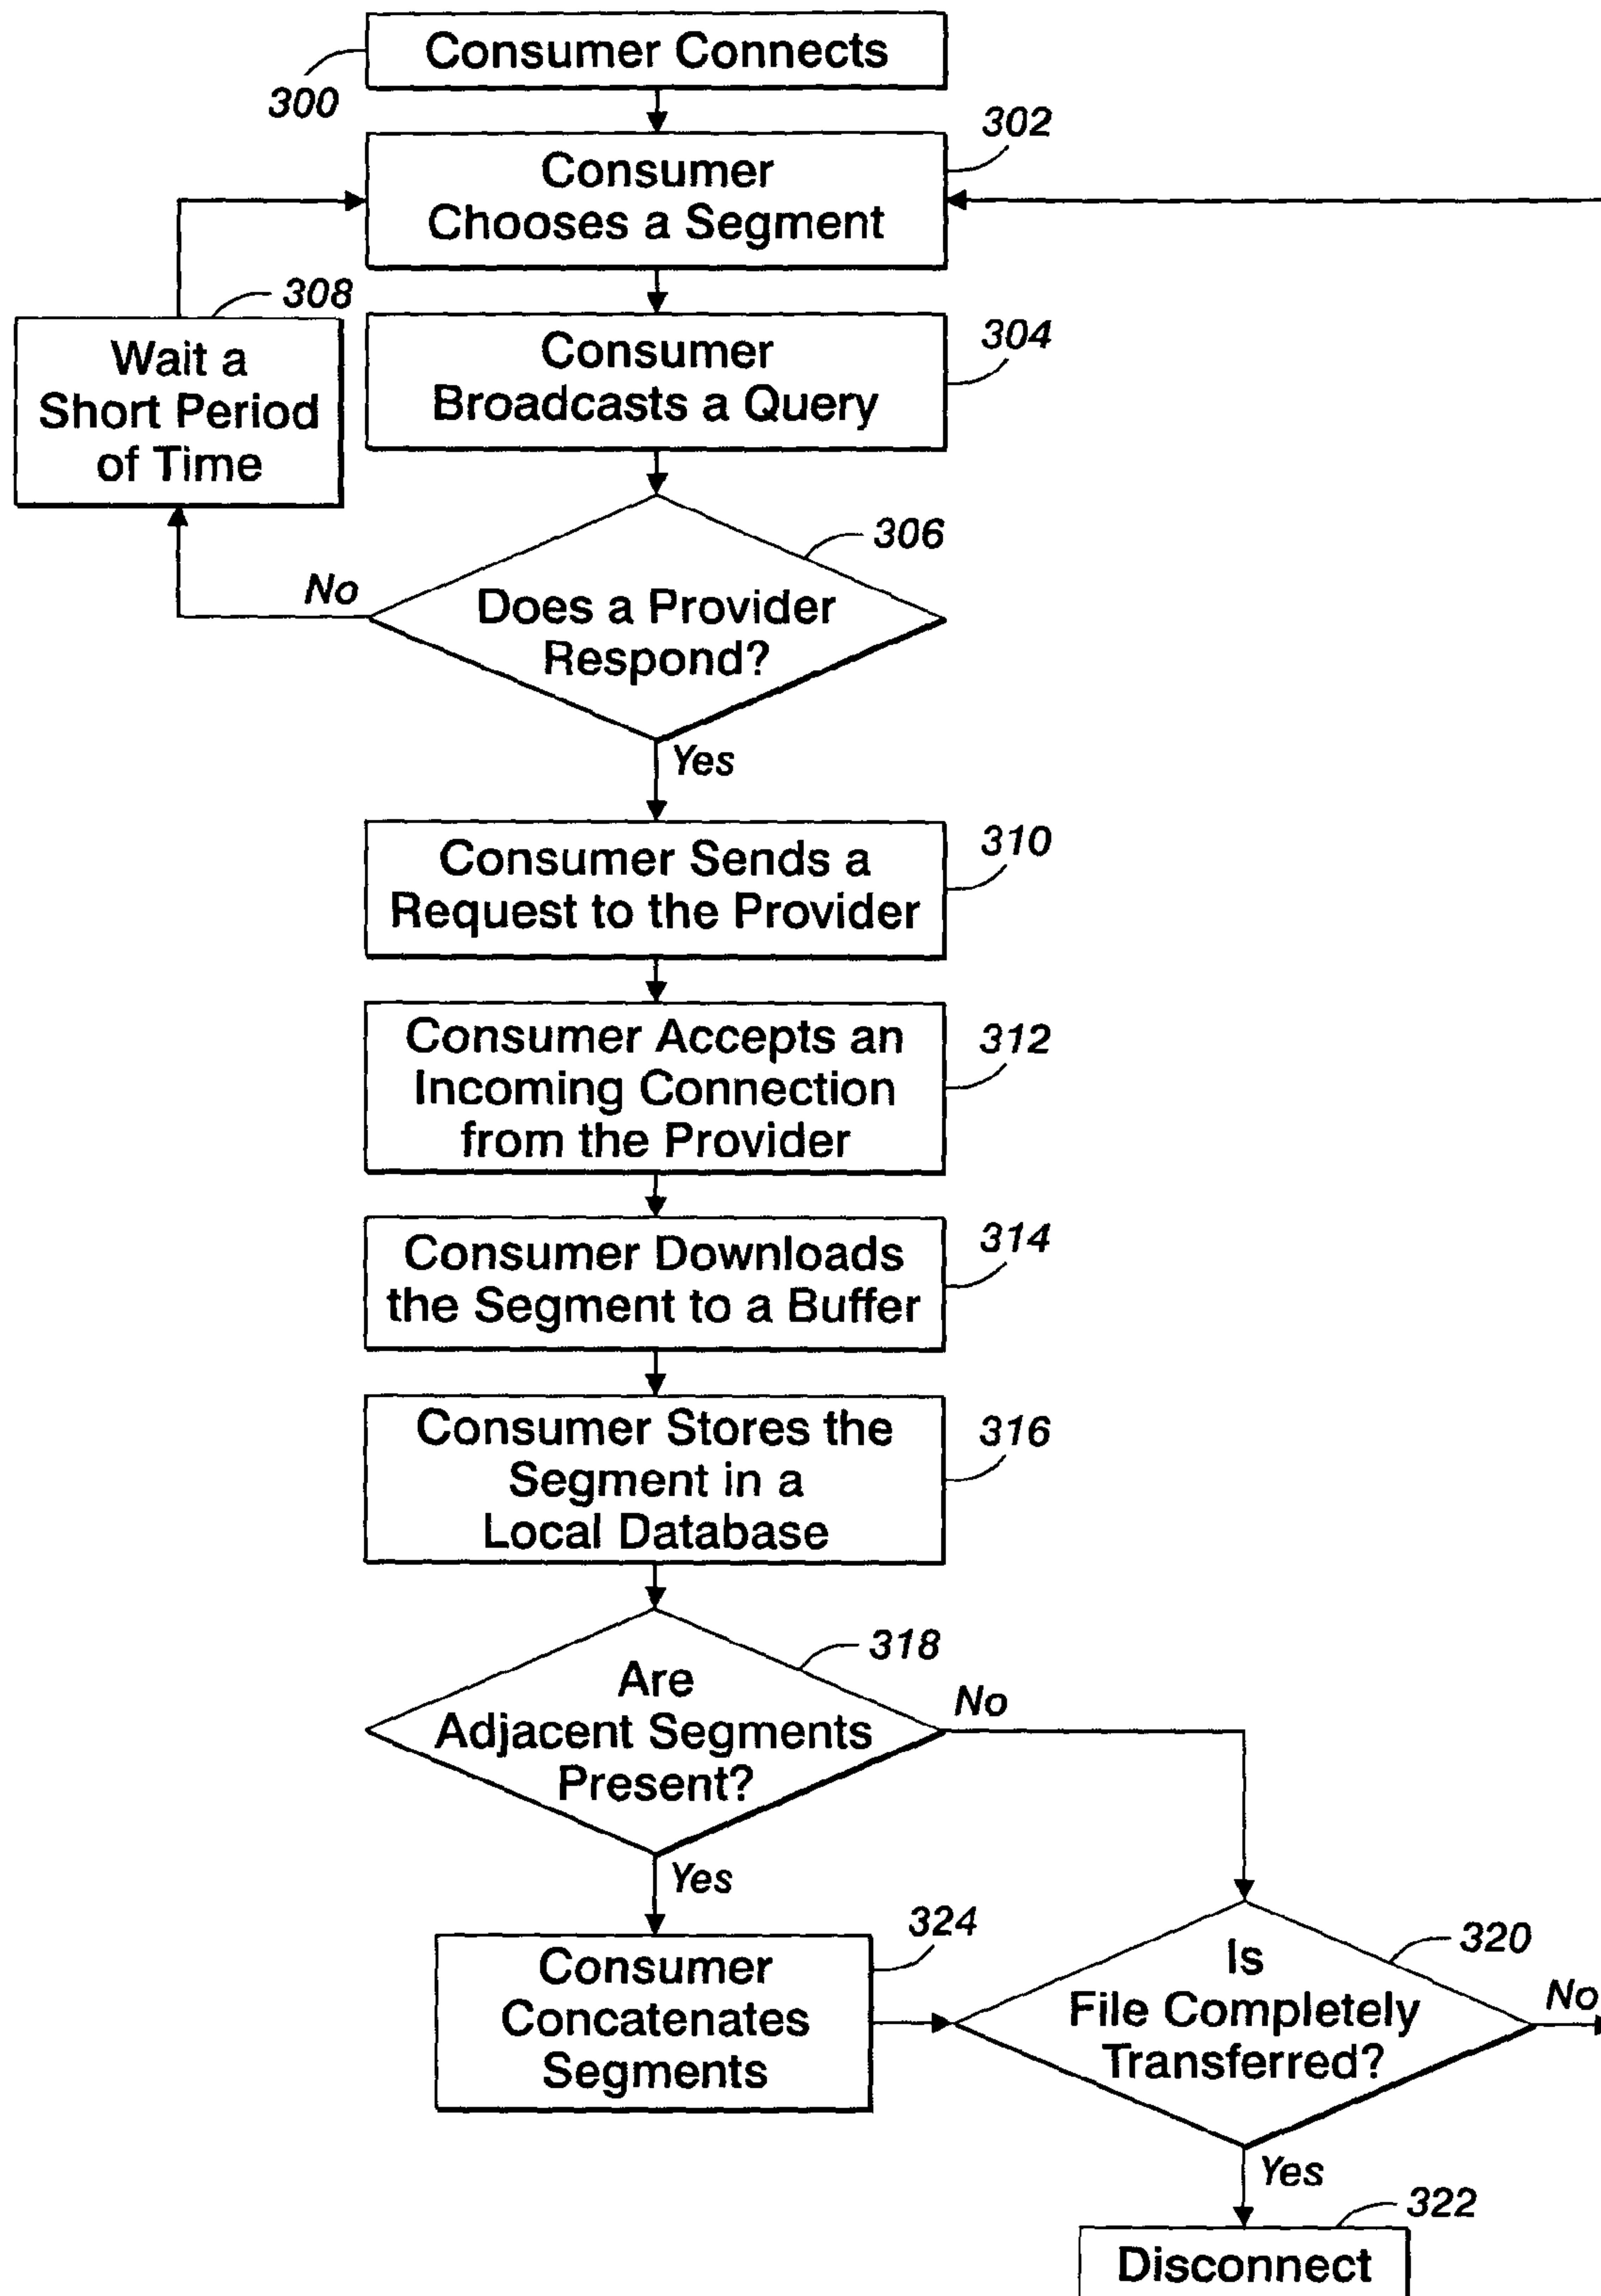 Consumer Connects
300
302
Consumer
Chooses a Segment
308
Wait a
Short Period
of Time
304
Consumer
Broadcasts a Query
306
No
Does a Provider
Respond?
Yes
310
Consumer Sends a
Request to the Provider
312
Consumer Accepts an
Incoming Connection
from the Provider
314
Consumer Downloads
the Segment to a Buffer
316
Consumer Stores the
Segment in a
Local Database
318
Are
Adjacent Segments
Present?
No
Yes
324
Consumer
Concatenates
Segments
320
Is
File Completely
Transferred?
No
Yes
322
Disconnect